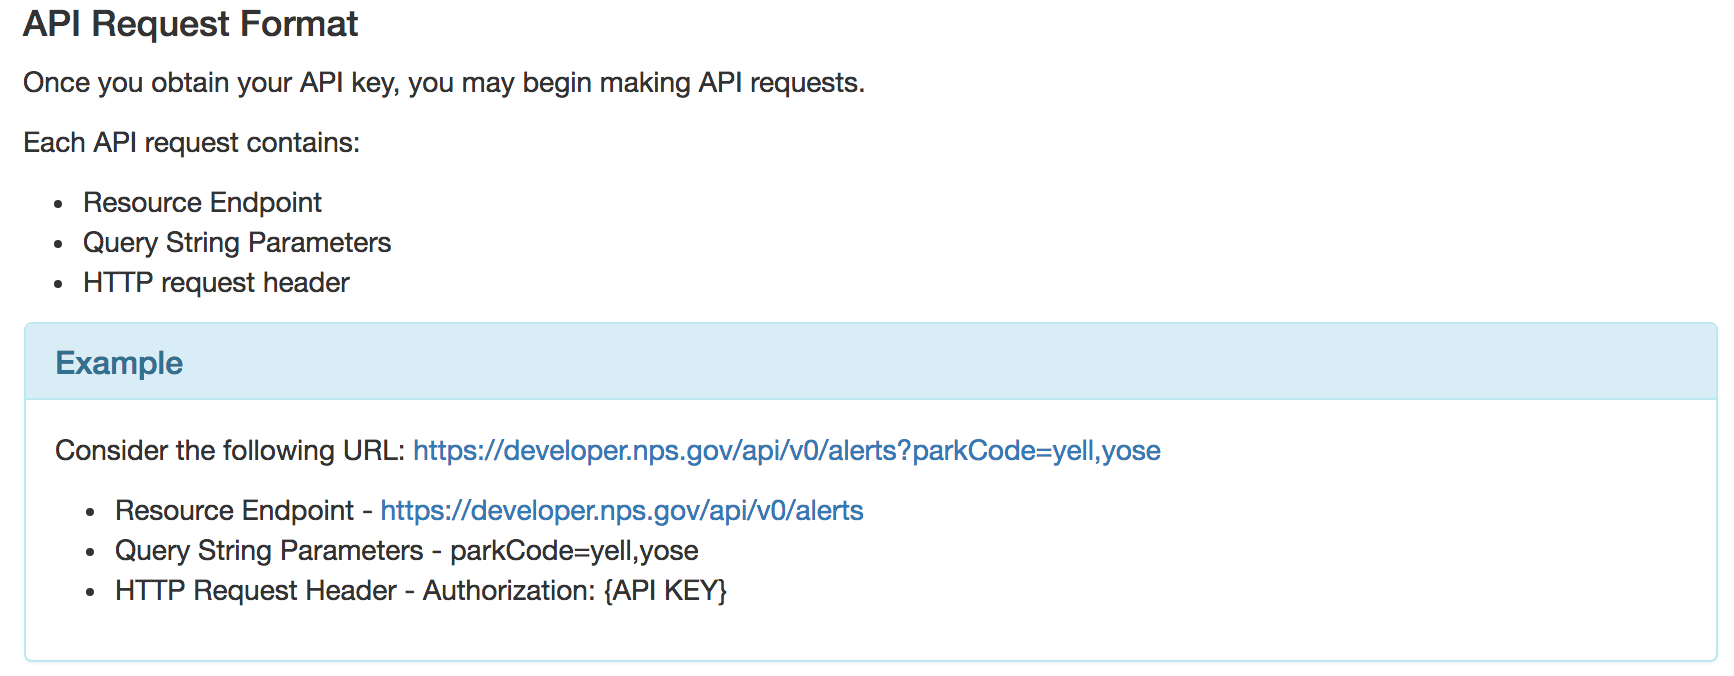 API Request Format
Once you obtain your API key, you may begin making API requests.
Each API request contains:
• Resource Endpoint
• Query String Parameters
• HTTP request header
Example
Consider the following URL: https://developer.nps.gov/api/v0/alerts?parkCode=yell,yose
• Resource Endpoint - https://developer.nps.gov/api/v0/alerts
• Query String Parameters - parkCode=yell,yose
• HTTP Request Header - Authorization: {API KEY}